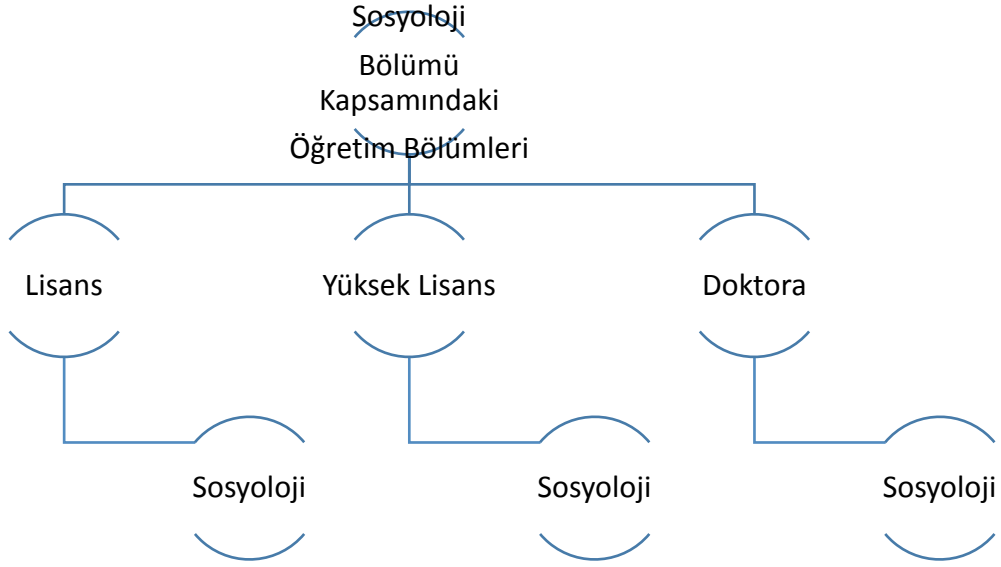 Sosyoloji
Bölümü
Kapsamındaki
Öğretim Bölümleri
Lisans
Yüksek Lisans
Doktora
Sosyoloji
Sosyoloji
Sosyoloji